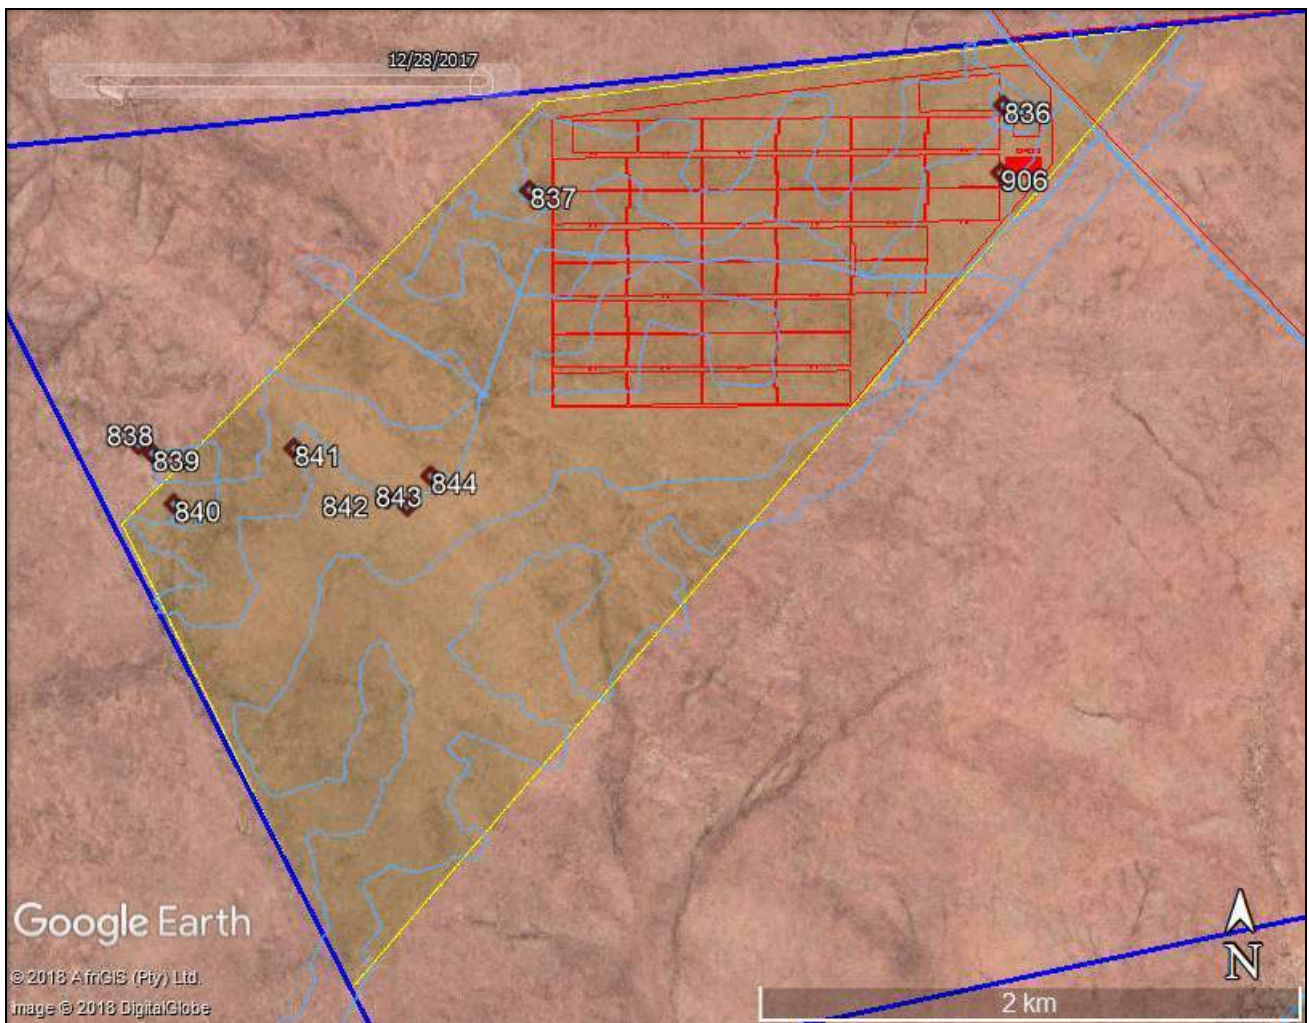 12/28/2017
836
906
837
838
839
841
840
842 843 844
Google Earth
© 2018 AfriGIS (Pty) Ltd.
Image © 2018 DigitalGlobe
N
2 km